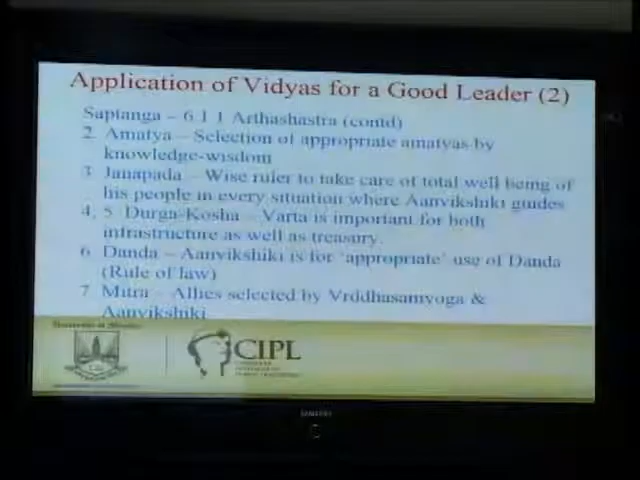 Application of Vidyas for a Good Leader (2)
Saptanga – 6.1.1 Arthashastra (contd)
2. Amatya – Selection of appropriate amatyas by
knowledge-wisdom
3. Janapada – Wise ruler to take care of total well being of
his people in every situation where Aanvikshiki guides
4, 5. Durga-Kosha – Varta is important for both
infrastructure as well as treasury.
6. Danda – Aanvikshiki is for 'appropriate' use of Danda
(Rule of law)
7. Mitra – Allies selected by Vrddhasamyoga &
Aanvikshiki
University of Mumbai
CIPL
SAMSUNG